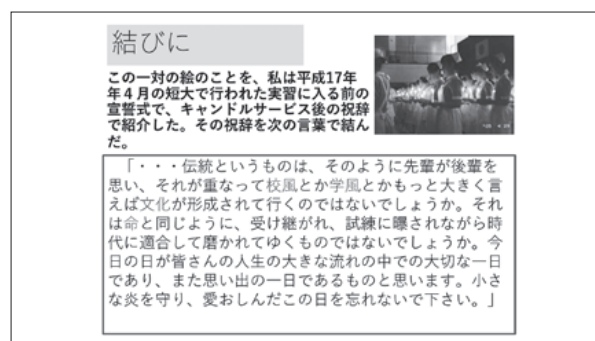 結びに
この一対の絵のことを、私は平成17年
年４月の短大で行われた実習に入る前の
宣誓式で、キャンドルサービス後の祝辞
で紹介した。その祝辞を次の言葉で結ん
だ。
「・・・伝統というものは、そのように先輩が後輩を
思い、それが重なって校風とか学風とかもっと大きく言
えば文化が形成されて行くのではないでしょうか。それ
は命と同じように、受け継がれ、試練に曝されながら時
代に適合して磨かれてゆくものではないでしょうか。今
日の日が皆さんの人生の大きな流れの中での大切な一日
であり、また思い出の一日であるものと思います。小さ
な炎を守り、愛おしんだこの日を忘れないで下さい。」